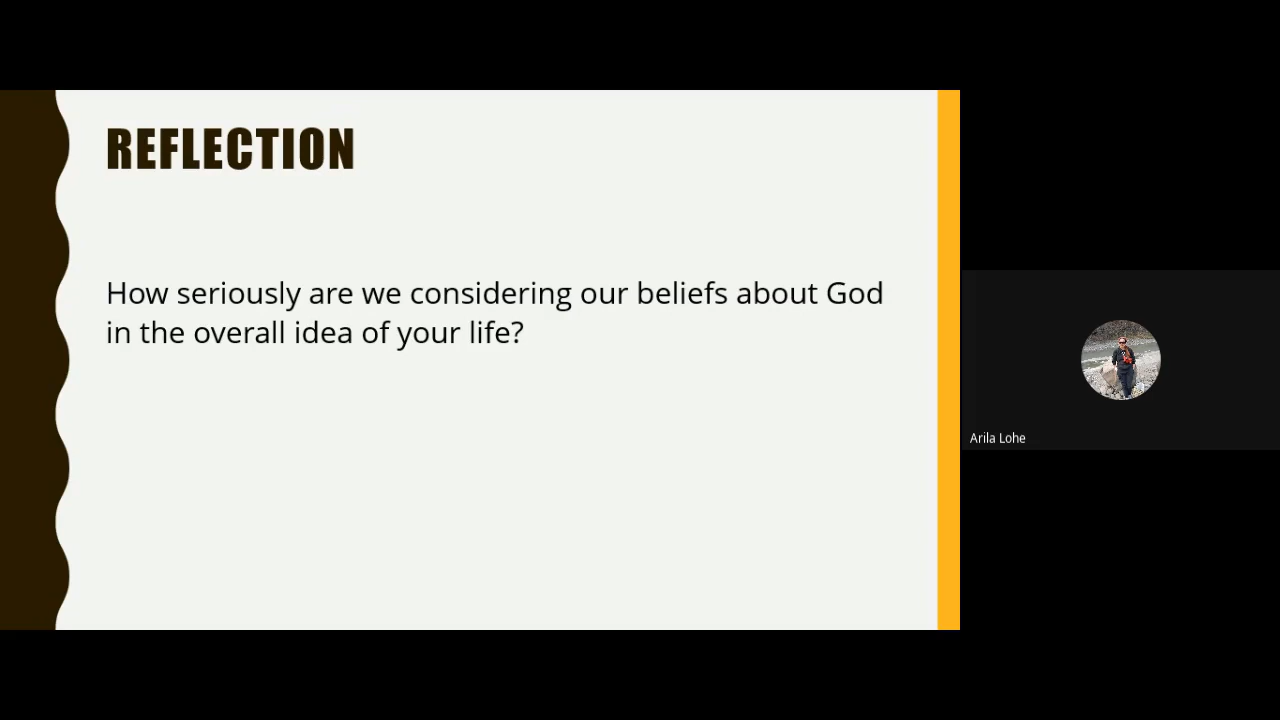 REFLECTION
How seriously are we considering our beliefs about God
in the overall idea of your life?
Arila Lohe